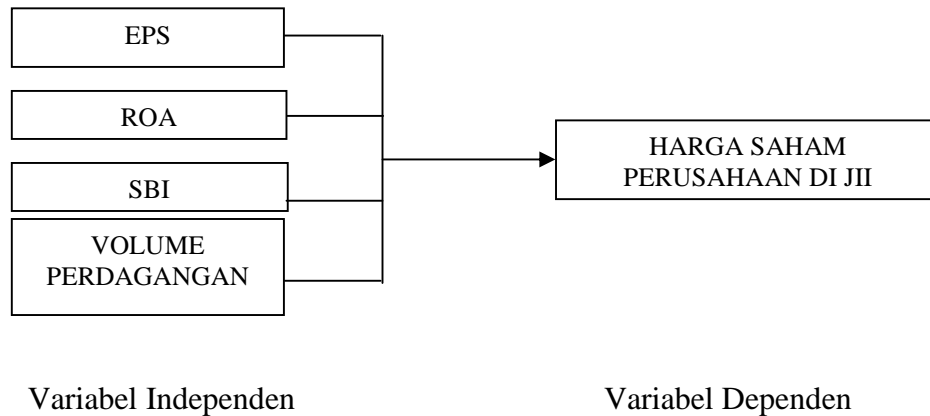 EPS
ROA
SBI
VOLUME
PERDAGANGAN
HARGA SAHAM
PERUSAHAAN DI JII
Variabel Independen
Variabel Dependen